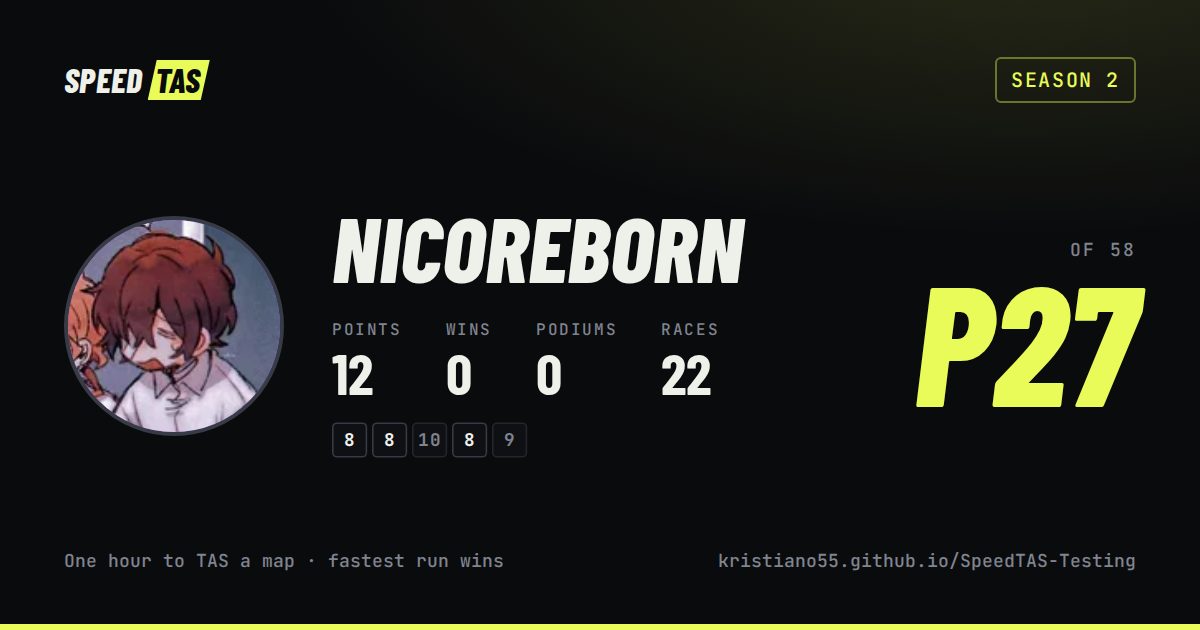 SPEED TAS
SEASON 2
NICOREBORN
OF 58
P27
POINTS WINS PODIUMS RACES
12 0 0 22
8 8 10 8 9
One hour to TAS a map · fastest run wins
kristiano55.github.io/SpeedTAS-Testing